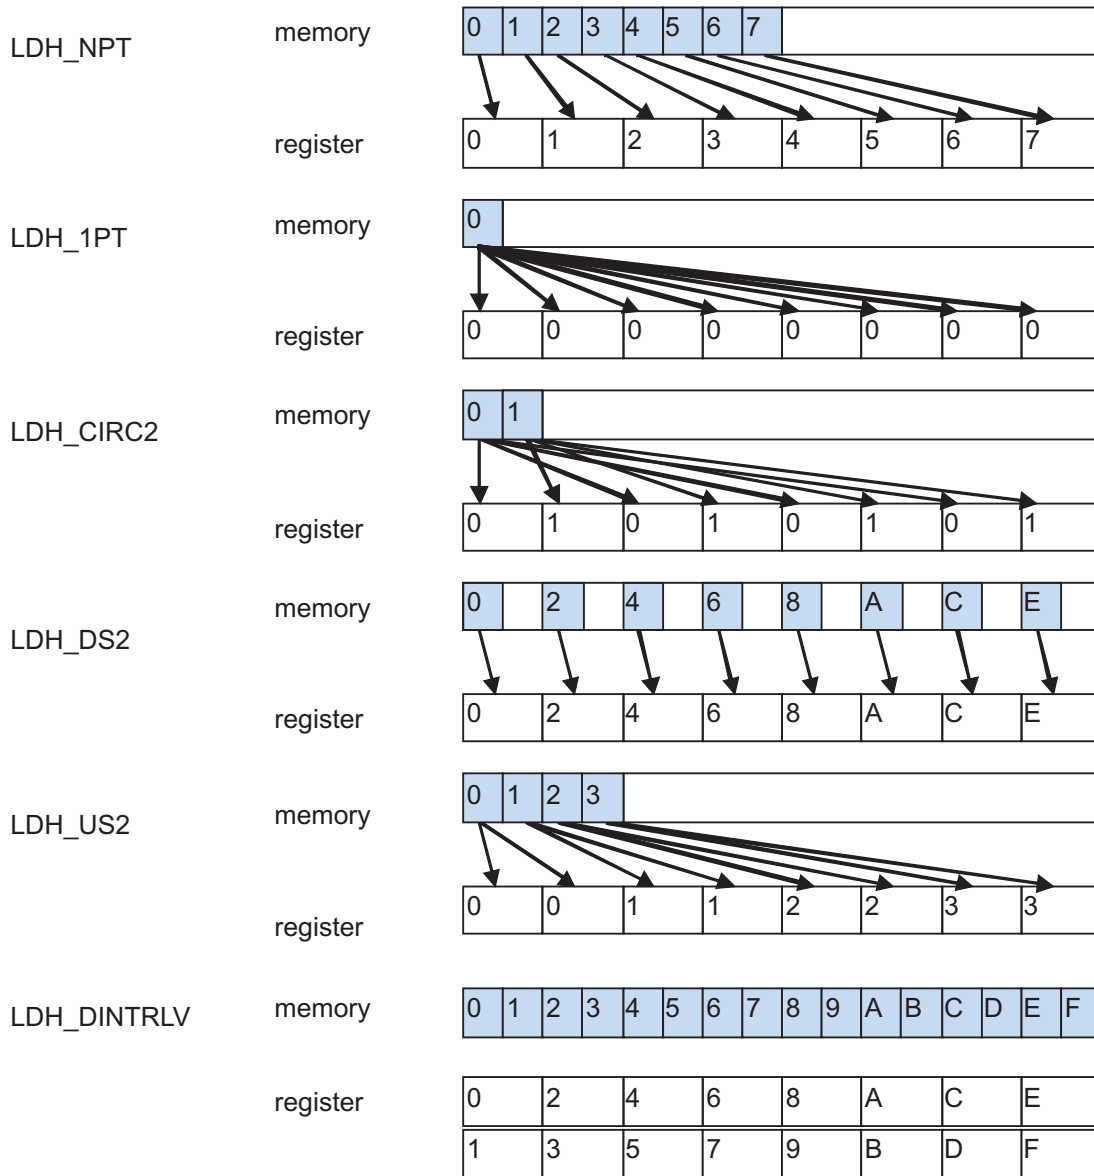 LDH_NPT
memory
0 1 2 3 4 5 6 7
register
0 1 2 3 4 5 6 7
LDH_1PT
memory
0
register
0 0 0 0 0 0 0 0
LDH_CIRC2
memory
0 1
register
0 1 0 1 0 1 0 1
LDH_DS2
memory
0 2 4 6 8 A C E
register
0 2 4 6 8 A C E
LDH_US2
memory
0 1 2 3
register
0 0 1 1 2 2 3 3
LDH_DINTRLV
memory
0 1 2 3 4 5 6 7 8 9 A B C D E F
register
0 2 4 6 8 A C E
1 3 5 7 9 B D F